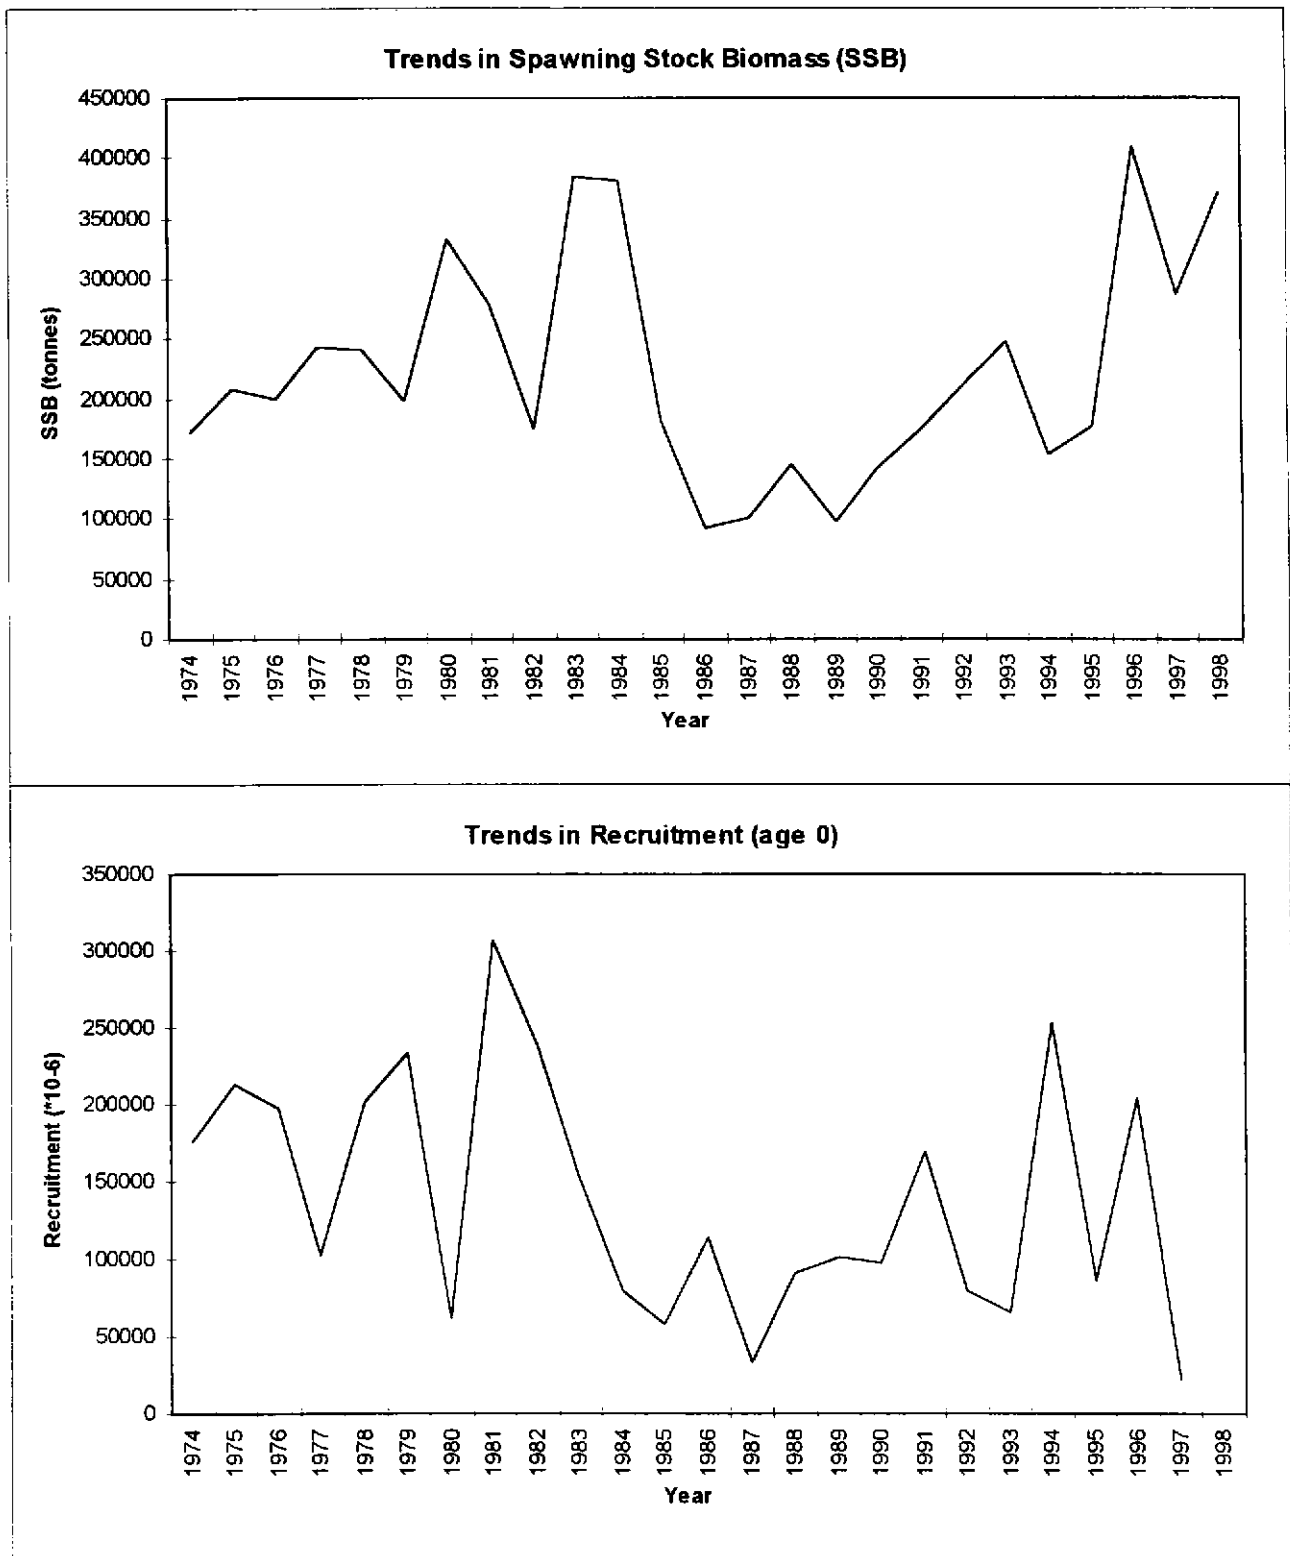 Trends in Spawning Stock Biomass (SSB)
450000
400000
350000
300000
250000
200000
150000
100000
50000
0
SSB (tonnes)
1974 1975 1976 1977 1978 1979 1980 1981 1982 1983 1984 1985 1986 1987 1988 1989 1990 1991 1992 1993 1994 1995 1996 1997 1998
Year
Trends in Recruitment (age 0)
350000
300000
250000
200000
150000
100000
50000
0
Recruitment (*10-6)
1974 1975 1976 1977 1978 1979 1980 1981 1982 1983 1984 1985 1986 1987 1988 1989 1990 1991 1992 1993 1994 1995 1996 1997 1998
Year